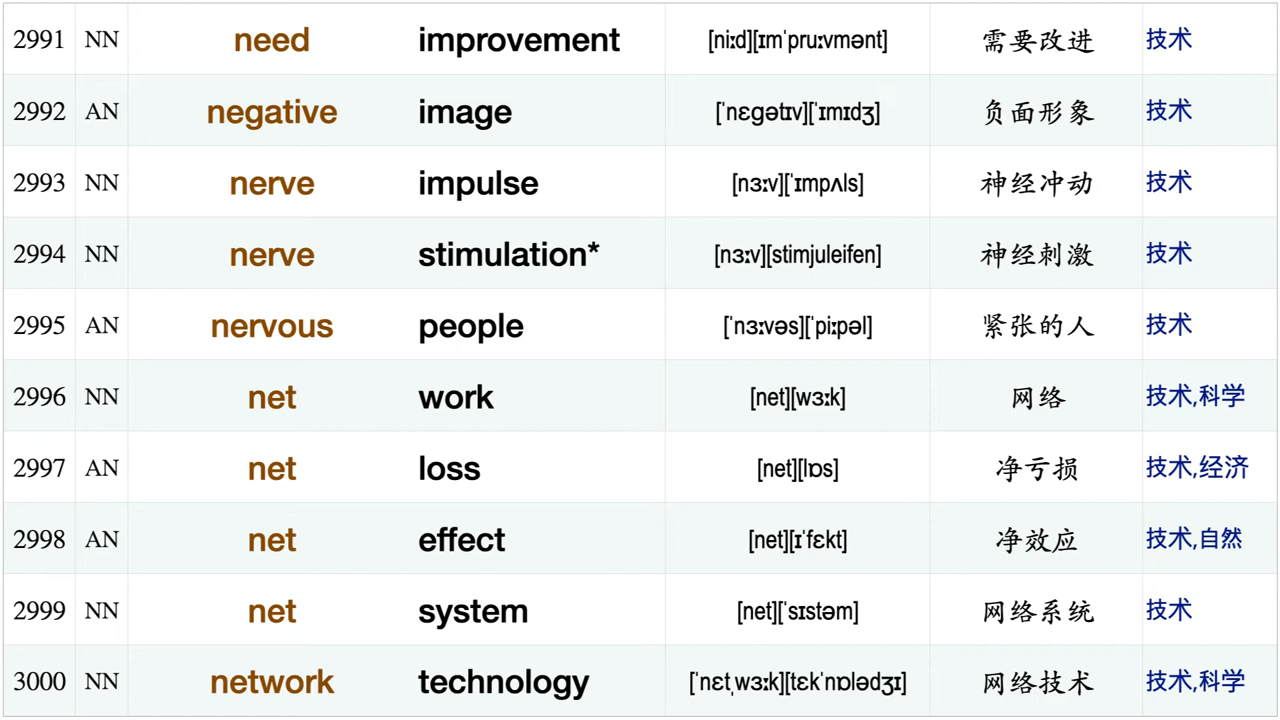 2991 NN need improvement [niːd][ɪmˈpruːvmənt] 需要改进 技术
2992 AN negative image [ˈnɛgətɪv][ˈɪmɪdʒ] 负面形象 技术
2993 NN nerve impulse [nɜːv][ˈɪmpʌls] 神经冲动 技术
2994 NN nerve stimulation* [nɜːv][stimjuleifen] 神经刺激 技术
2995 AN nervous people [ˈnɜːvəs][ˈpiːpəl] 紧张的人 技术
2996 NN net work [net][wɜːk] 网络 技术,科学
2997 AN net loss [net][lɒs] 净亏损 技术,经济
2998 AN net effect [net][ɪˈfɛkt] 净效应 技术,自然
2999 NN net system [net][ˈsɪstəm] 网络系统 技术
3000 NN network technology [ˈnɛtˌwɜːk][tɛkˈnɒlədʒɪ] 网络技术 技术,科学